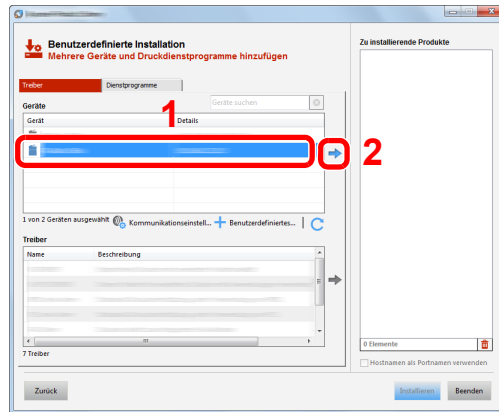 Benutzerdefinierte Installation
Mehrere Geräte und Druckdienstprogramme hinzufügen
Zu installierende Produkte
Treiber
Dienstprogramme
Geräte
Geräte suchen
1
Gerät
Details
2
1 von 2 Geräten ausgewählt
Kommunikationseinstell...
Benutzerdefiniertes...
Treiber
Name
Beschreibung
7 Treiber
0 Elemente
Hostnamen als Portnamen verwenden
Zurück
Installieren
Beenden